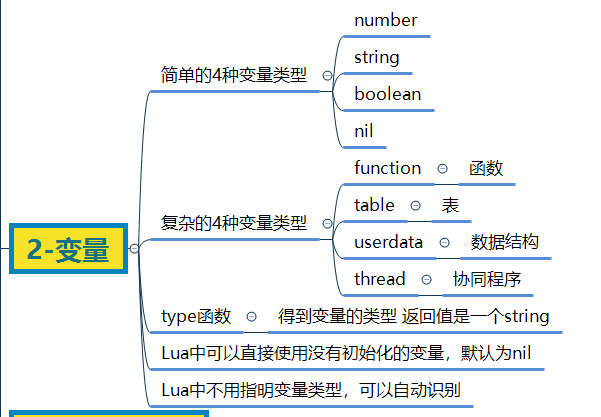 2-变量
简单的4种变量类型
number
string
boolean
nil
复杂的4种变量类型
function
函数
table
表
userdata
数据结构
thread
协同程序
type函数
得到变量的类型 返回值是一个string
Lua中可以直接使用没有初始化的变量，默认为nil
Lua中不用指明变量类型，可以自动识别